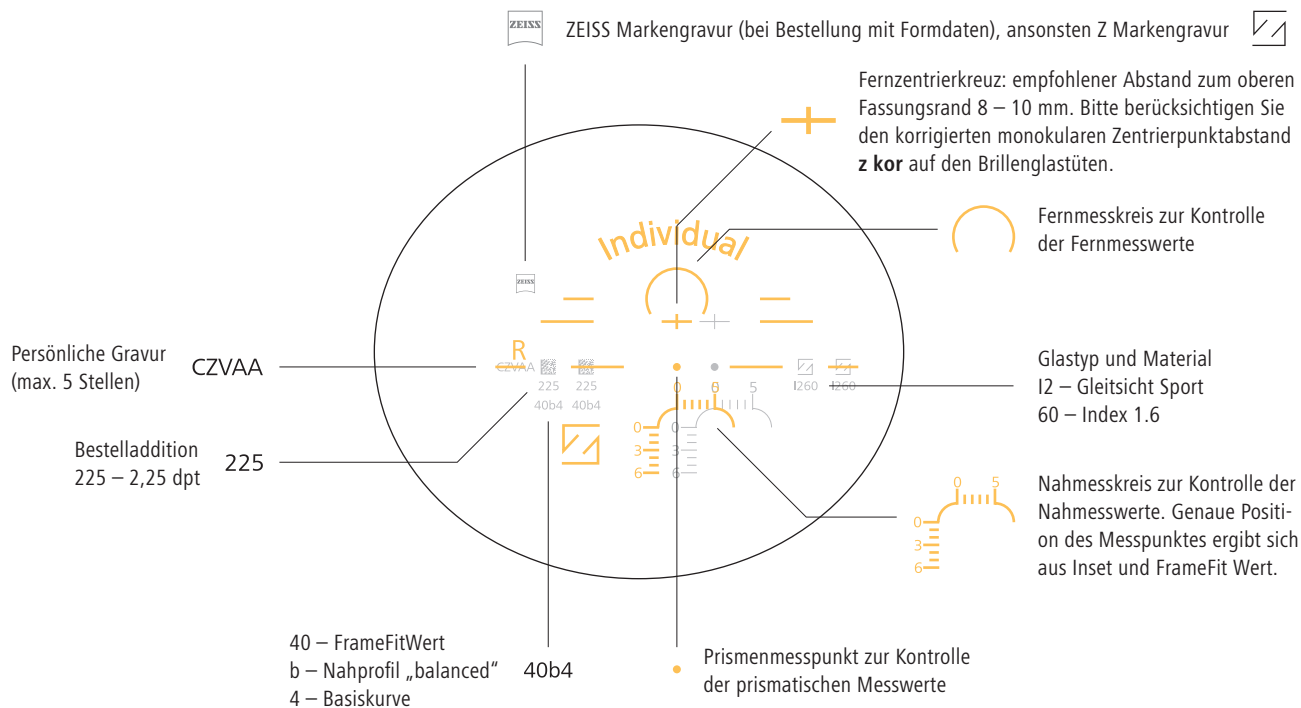 ZEISS
ZEISS Markengravur (bei Bestellung mit Formdaten), ansonsten Z Markengravur
Fernzentrierkreuz: empfohlener Abstand zum oberen
Fassungsrand 8 – 10 mm. Bitte berücksichtigen Sie
den korrigierten monokularen Zentrierpunktabstand
z kor auf den Brillenglastüten.
Individual
Fernmesskreis zur Kontrolle
der Fernmesswerte
ZEISS
R
Persönliche Gravur
(max. 5 Stellen)
CZVAA
CZVAA
225
225
40b4
40b4
I260
I260
0
5
0
5
0
3
6
0
3
6
Glastyp und Material
I2 – Gleitsicht Sport
60 – Index 1.6
Bestelladdition
225 – 2,25 dpt
225
0
5
0
3
6
Nahmesskreis zur Kontrolle der
Nahmesswerte. Genaue Positi-
on des Messpunktes ergibt sich
aus Inset und FrameFit Wert.
40 – FrameFitWert
b – Nahprofil „balanced“
4 – Basiskurve
40b4
Prismenmesspunkt zur Kontrolle
der prismatischen Messwerte